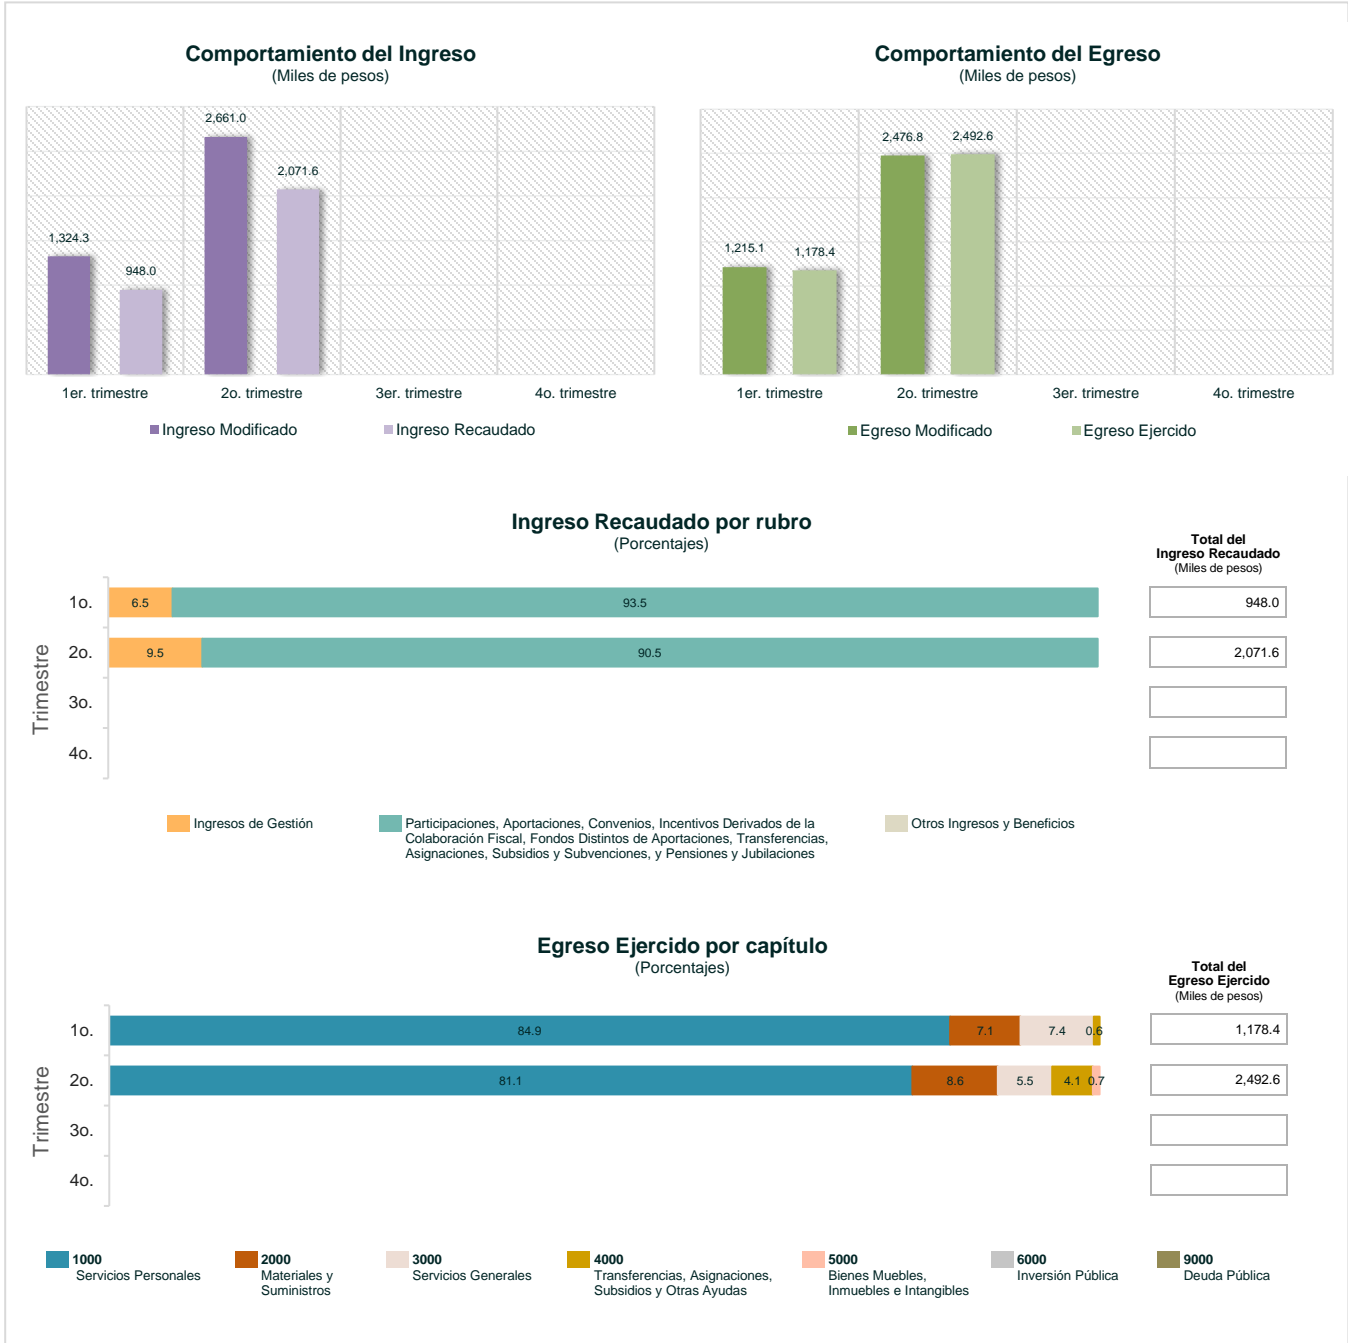 Comportamiento del Ingreso
(Miles de pesos)
2,661.0
2,071.6
1,324.3
948.0
1er. trimestre
2o. trimestre
3er. trimestre
4o. trimestre
Ingreso Modificado
Ingreso Recaudado
Comportamiento del Egreso
(Miles de pesos)
2,476.8
2,492.6
1,215.1
1,178.4
1er. trimestre
2o. trimestre
3er. trimestre
4o. trimestre
Egreso Modificado
Egreso Ejercido
Ingreso Recaudado por rubro
(Porcentajes)
Total del
Ingreso Recaudado
(Miles de pesos)
Trimestre
1o.
6.5
93.5
948.0
2o.
9.5
90.5
2,071.6
3o.
4o.
Ingresos de Gestión
Participaciones, Aportaciones, Convenios, Incentivos Derivados de la
Colaboración Fiscal, Fondos Distintos de Aportaciones, Transferencias,
Asignaciones, Subsidios y Subvenciones, y Pensiones y Jubilaciones
Otros Ingresos y Beneficios
Egreso Ejercido por capítulo
(Porcentajes)
Total del
Egreso Ejercido
(Miles de pesos)
Trimestre
1o.
84.9
7.1
7.4
0.6
1,178.4
2o.
81.1
8.6
5.5
4.1
0.7
2,492.6
3o.
4o.
1000
Servicios Personales
2000
Materiales y
Suministros
3000
Servicios Generales
4000
Transferencias, Asignaciones,
Subsidios y Otras Ayudas
5000
Bienes Muebles,
Inmuebles e Intangibles
6000
Inversión Pública
9000
Deuda Pública